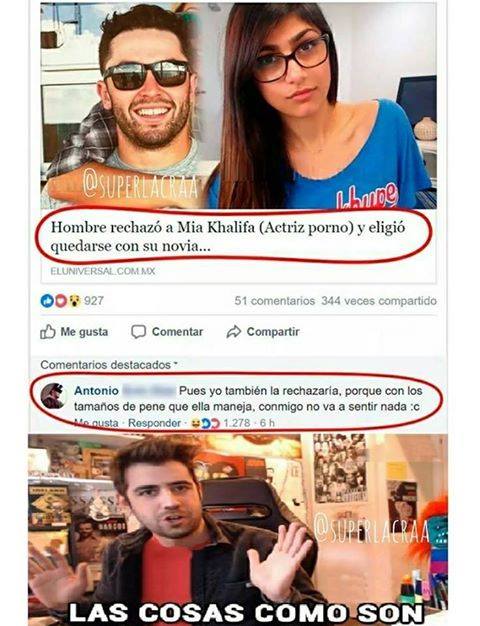 @SUPERLACRAA
khupe
Hombre rechazó a Mia Khalifa (Actriz porno) y eligió
quedarse con su novia...
ELUNIVERSAL.COM.MX
927
51 comentarios 344 veces compartido
Me gusta Comentar Compartir
Comentarios destacados
Antonio Pues yo también la rechazaría, porque con los
tamaños de pene que ella maneja, conmigo no va a sentir nada :c
Me gusta · Responder · 1.278 · 6 h
@SUPERLACRAA
LAS COSAS COMO SON